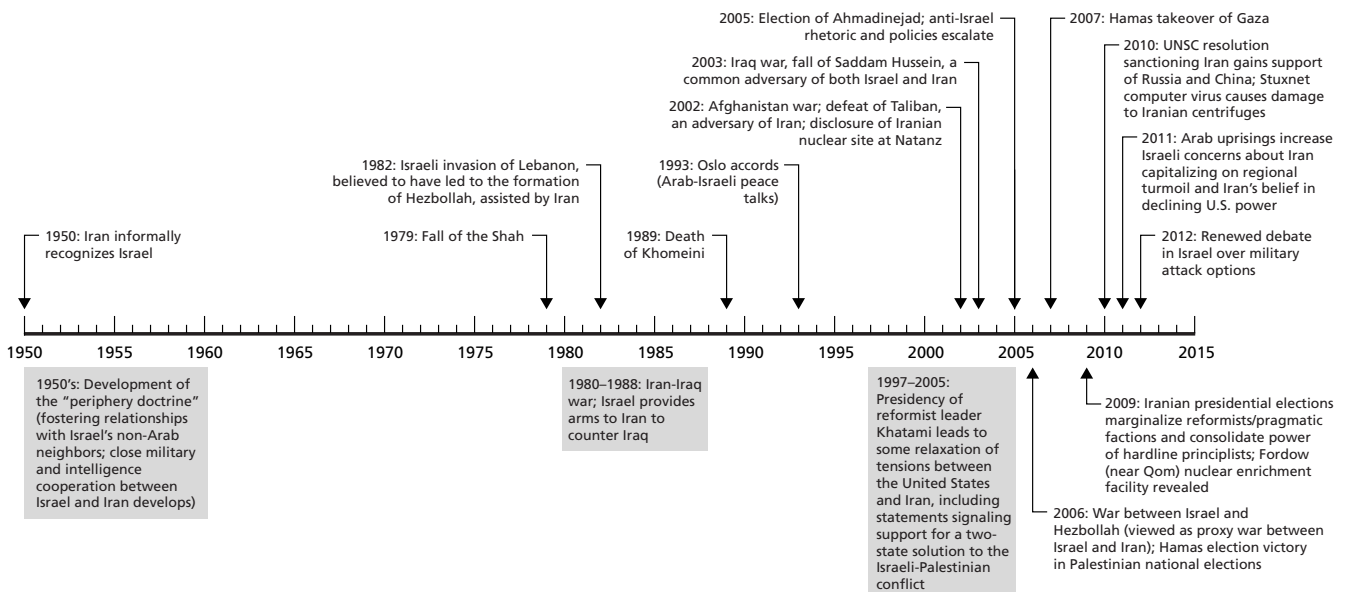 2005: Election of Ahmadinejad; anti-Israel
rhetoric and policies escalate
2007: Hamas takeover of Gaza
2003: Iraq war, fall of Saddam Hussein, a
common adversary of both Israel and Iran
2010: UNSC resolution
sanctioning Iran gains support
of Russia and China; Stuxnet
computer virus causes damage
to Iranian centrifuges
2002: Afghanistan war; defeat of Taliban,
an adversary of Iran; disclosure of Iranian
nuclear site at Natanz
2011: Arab uprisings increase
Israeli concerns about Iran
capitalizing on regional
turmoil and Iran's belief in
declining U.S. power
1982: Israeli invasion of Lebanon,
believed to have led to the formation
of Hezbollah, assisted by Iran
1993: Oslo accords
(Arab-Israeli peace
talks)
1950: Iran informally
recognizes Israel
1979: Fall of the Shah
1989: Death
of Khomeini
2012: Renewed debate
in Israel over military
attack options
1950 1955 1960 1965 1970 1975 1980 1985 1990 1995 2000 2005 2010 2015
1950's: Development of
the "periphery doctrine"
(fostering relationships
with Israel's non-Arab
neighbors; close military
and intelligence
cooperation between
Israel and Iran develops)
1980–1988: Iran-Iraq
war; Israel provides
arms to Iran to
counter Iraq
1997–2005:
Presidency of
reformist leader
Khatami leads to
some relaxation of
tensions between
the United States
and Iran, including
statements signaling
support for a two-
state solution to the
Israeli-Palestinian
conflict
2009: Iranian presidential elections
marginalize reformists/pragmatic
factions and consolidate power
of hardline principlists; Fordow
(near Qom) nuclear enrichment
facility revealed
2006: War between Israel and
Hezbollah (viewed as proxy war between
Israel and Iran); Hamas election victory
in Palestinian national elections